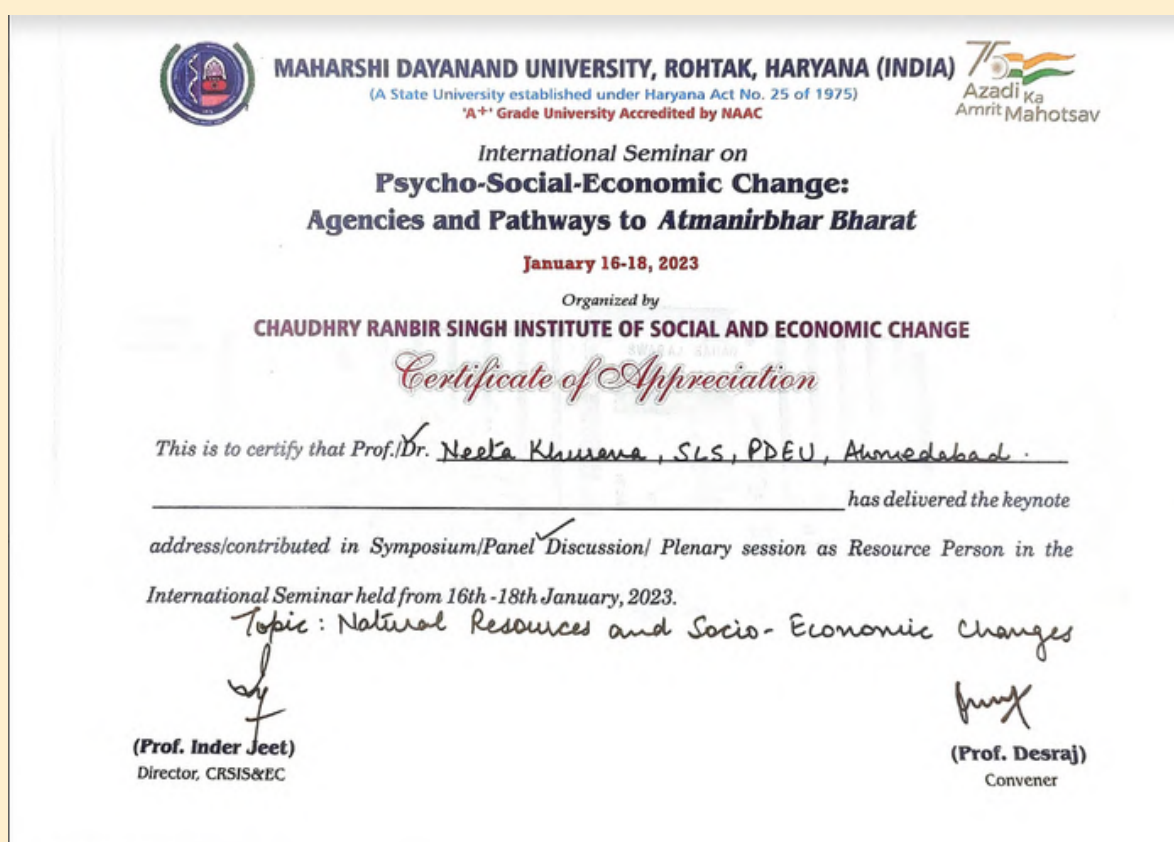 MAHARSHI DAYANAND UNIVERSITY, ROHTAK, HARYANA (INDIA)
(A State University established under Haryana Act No. 25 of 1975)
'A+' Grade University Accredited by NAAC
75
Azadi Ka
Amrit Mahotsav
International Seminar on
Psycho-Social-Economic Change:
Agencies and Pathways to Atmanirbhar Bharat
January 16-18, 2023
Organized by
CHAUDHRY RANBIR SINGH INSTITUTE OF SOCIAL AND ECONOMIC CHANGE
Certificate of Appreciation
This is to certify that Prof./Dr. Neeta Khurana, SLS, PDEU, Ahmedabad.
has delivered the keynote
address/contributed in Symposium/Panel Discussion/ Plenary session as Resource Person in the
International Seminar held from 16th -18th January, 2023.
Topic: Natural Resources and Socio-Economic Changes
(Prof. Inder Jeet)
Director, CRSIS&EC
(Prof. Desraj)
Convener